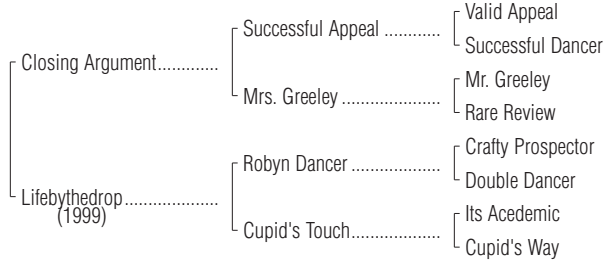 Valid Appeal
Successful Appeal ............
Successful Dancer
Closing Argument.............
Mr. Greeley
Mrs. Greeley .....................
Rare Review
Crafty Prospector
Robyn Dancer ...................
Double Dancer
Lifebythedrop....................
(1999)
Its Acedemic
Cupid's Touch...................
Cupid's Way